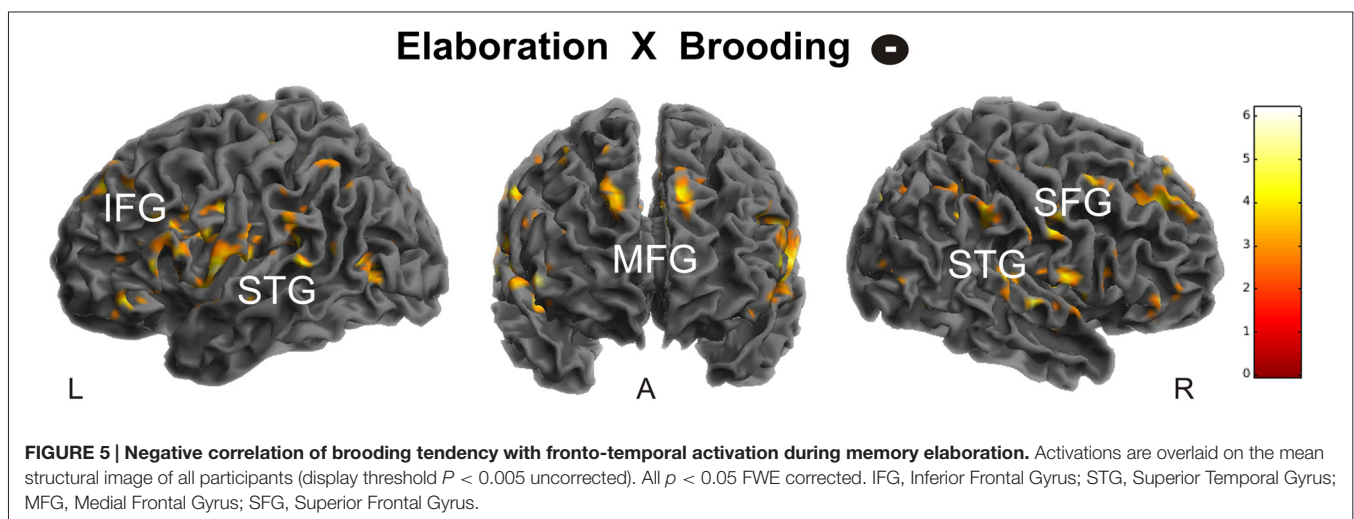 Elaboration X Brooding -
IFG
STG
MFG
SFG
STG
6
5
4
3
2
1
0
L
A
R
FIGURE 5 | Negative correlation of brooding tendency with fronto-temporal activation during memory elaboration. Activations are overlaid on the mean
structural image of all participants (display threshold P < 0.005 uncorrected). All p < 0.05 FWE corrected. IFG, Inferior Frontal Gyrus; STG, Superior Temporal Gyrus;
MFG, Medial Frontal Gyrus; SFG, Superior Frontal Gyrus.